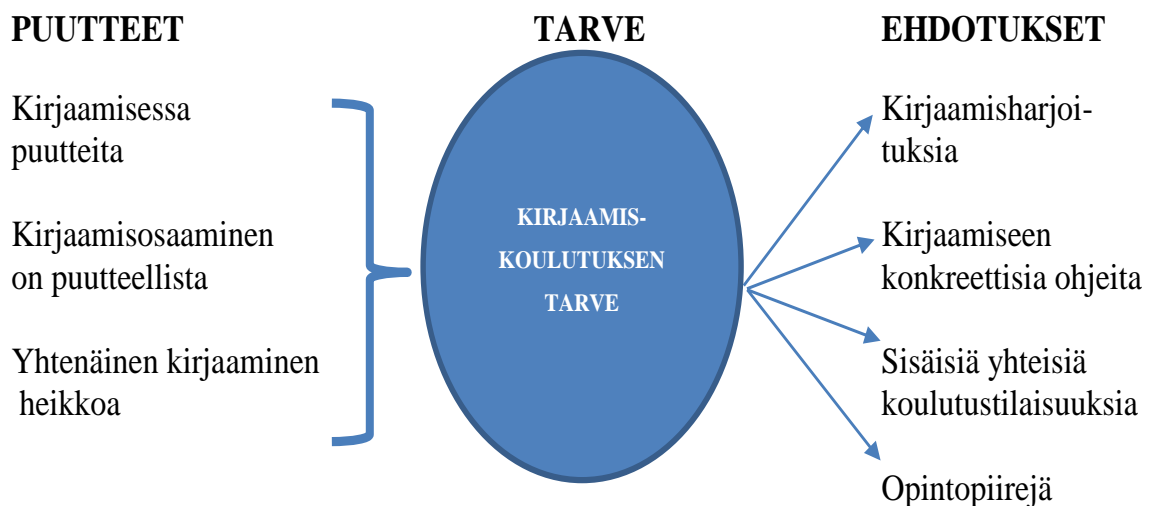 PUUTTEET
Kirjaamisessa
puutteita
Kirjaamisosaaminen
on puutteellista
Yhtenäinen kirjaaminen
heikkoa
TARVE
KIRJAAMIS-
KOULUTUKSEN
TARVE
EHDOTUKSET
Kirjaamisharjoi-
tuksia
Kirjaamiseen
konkreettisia ohjeita
Sisäisiä yhteisiä
koulutustilaisuuksia
Opintopiirejä